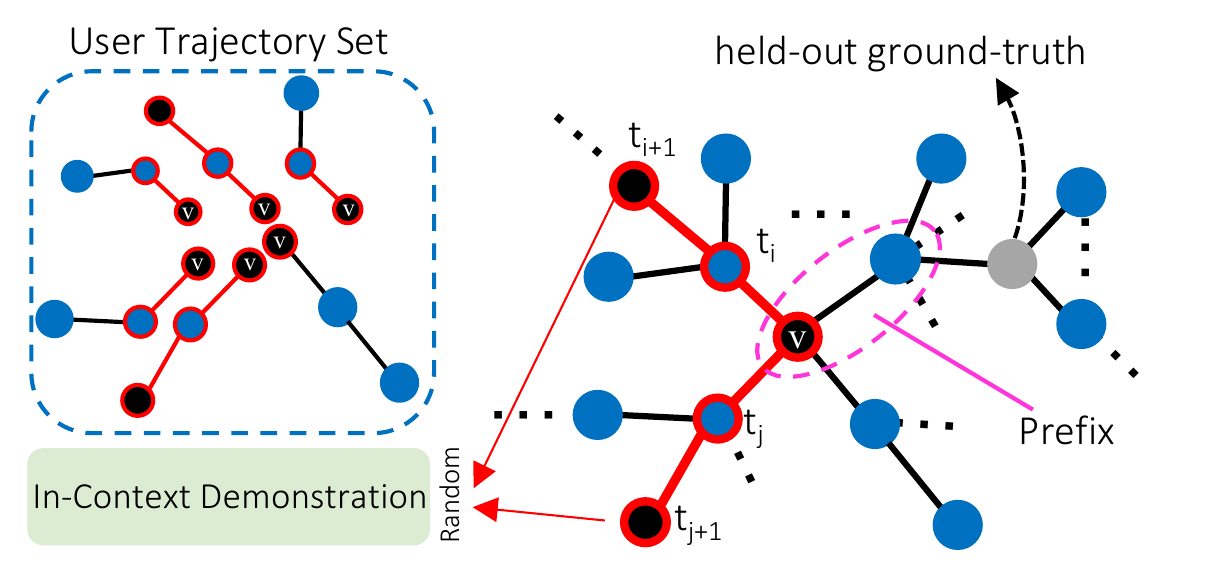 User Trajectory Set
held-out ground-truth
t_{i+1}
t_i
v
v
v
v
v
v
v
t_j
Prefix
In-Context Demonstration
Random
t_{j+1}